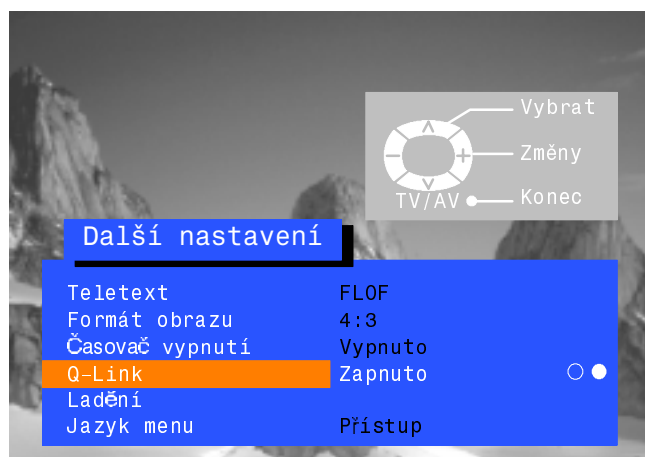 Vybrat
Změny
TV/AV Konec
Další nastavení
Teletext FLOF
Formát obrazu 4:3
Časovač vypnutí Vypnuto
Q-Link Zapnuto
Ladění
Jazyk menu Přístup